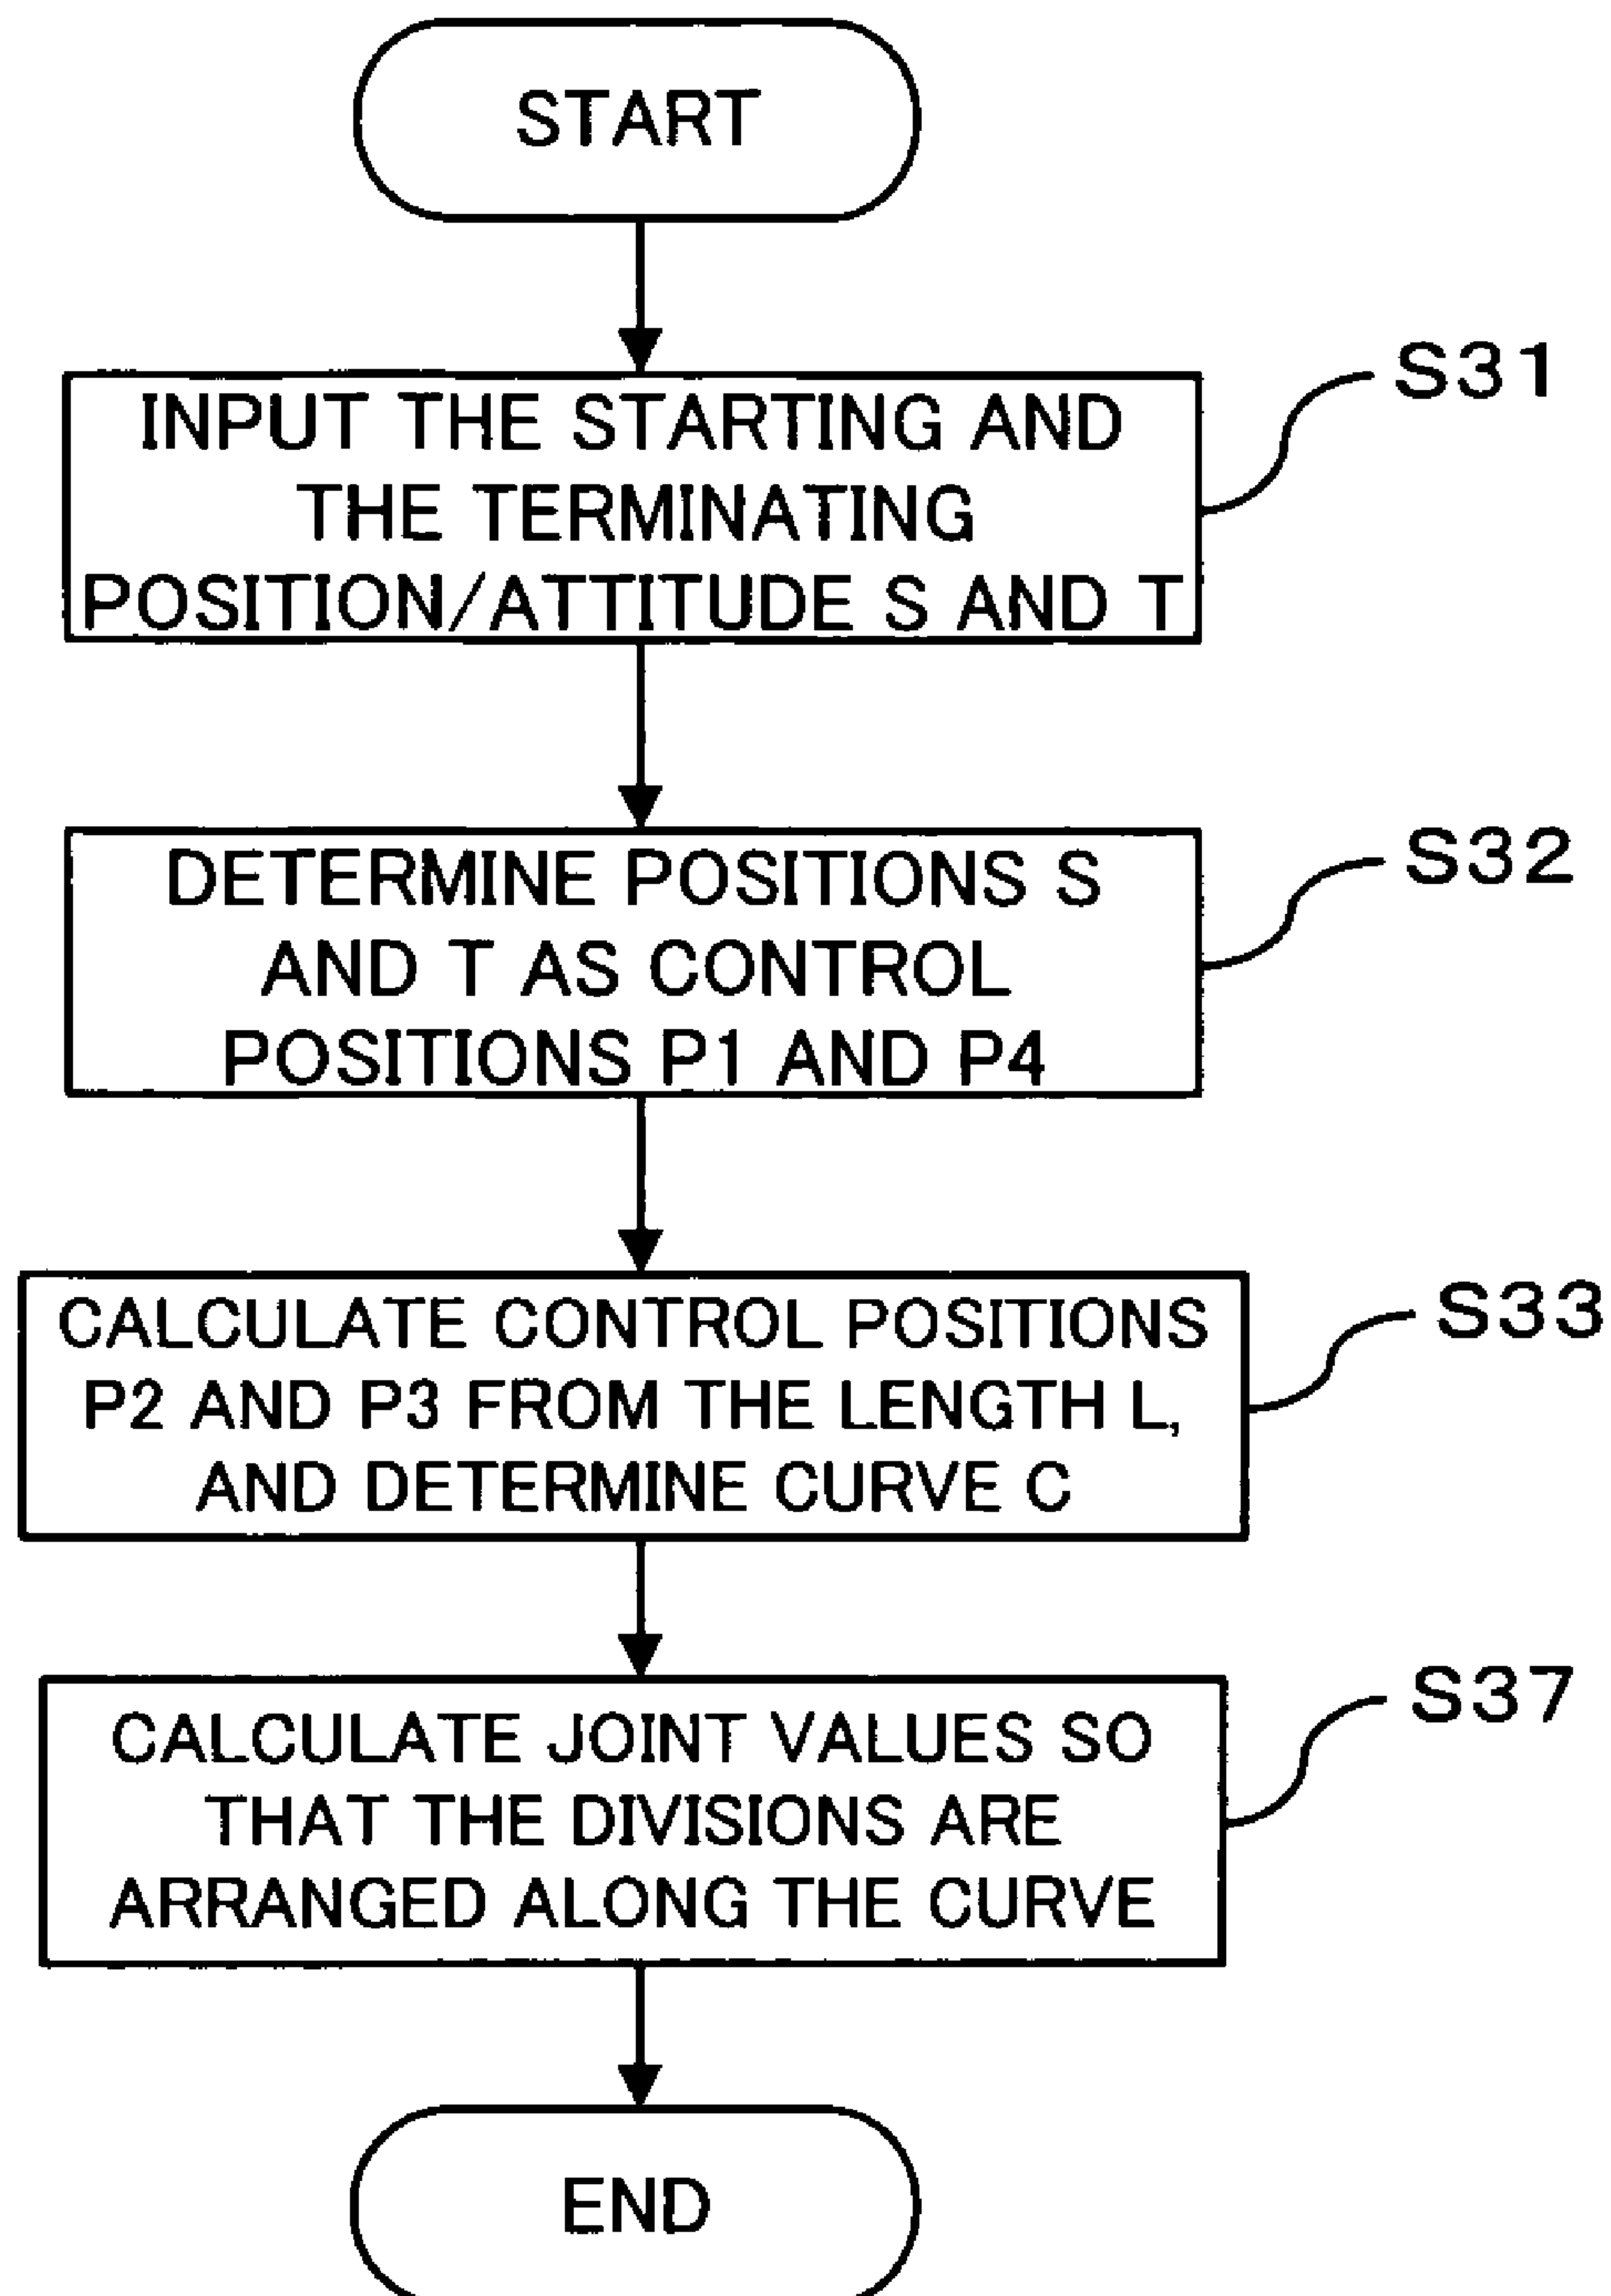 START
S31
INPUT THE STARTING AND
THE TERMINATING
POSITION/ATTITUDE S AND T
S32
DETERMINE POSITIONS S
AND T AS CONTROL
POSITIONS P1 AND P4
S33
CALCULATE CONTROL POSITIONS
P2 AND P3 FROM THE LENGTH L,
AND DETERMINE CURVE C
S37
CALCULATE JOINT VALUES SO
THAT THE DIVISIONS ARE
ARRANGED ALONG THE CURVE
END